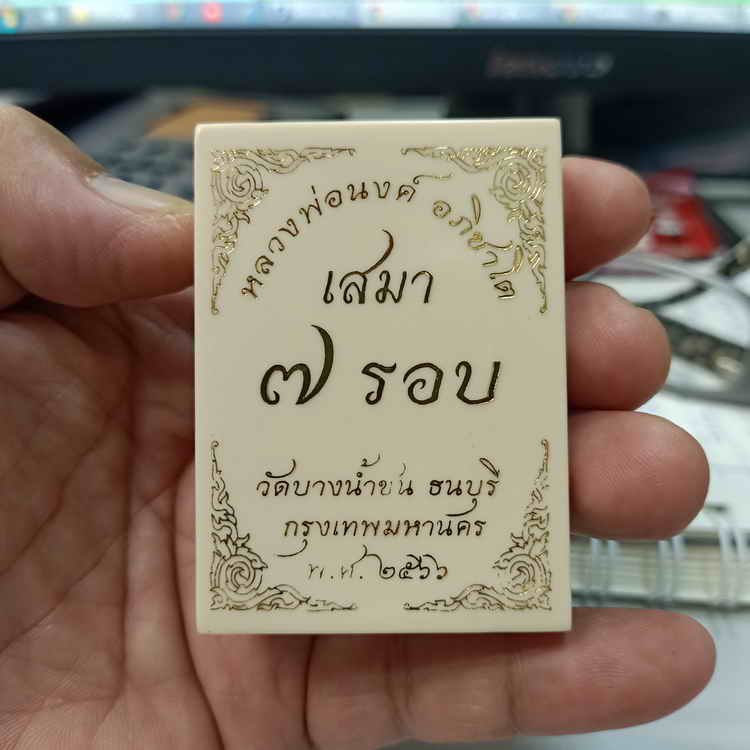 หลวงพ่อนงค์ อภิชาโต
เสมา
๗ รอบ
วัดบางน้ำชน ธนบุรี
กรุงเทพมหานคร
พ.ศ. ๒๕๖๖